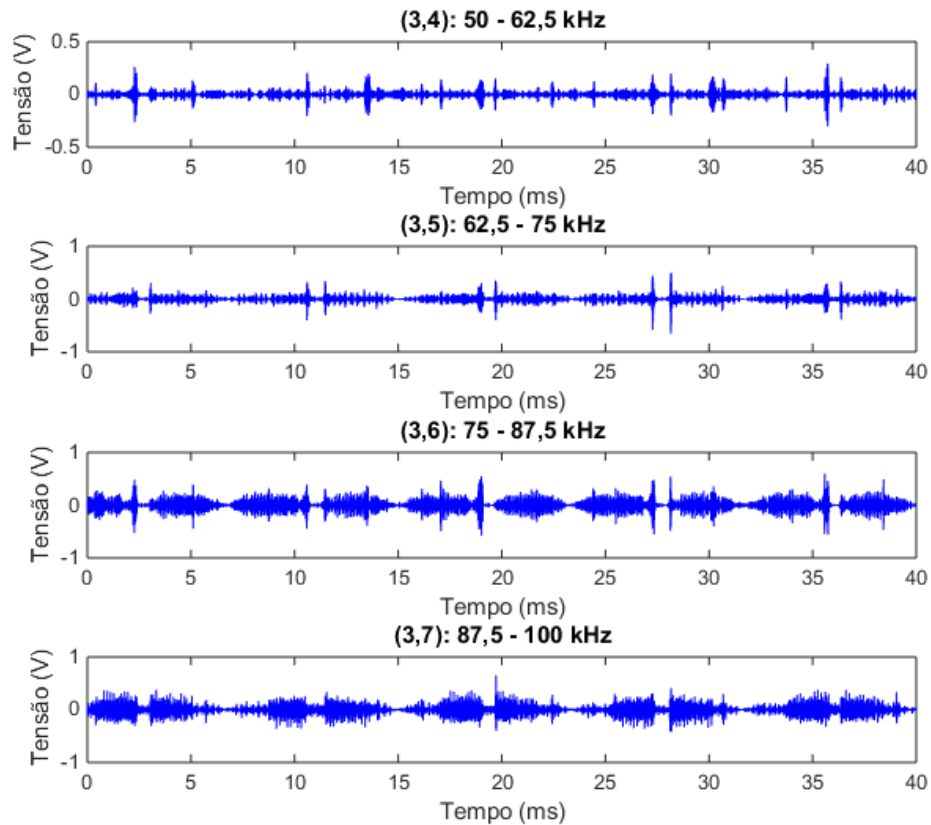 (3,4): 50 - 62,5 kHz
Tensão (V)
0.5
0
-0.5
0 5 10 15 20 25 30 35 40
Tempo (ms)
(3,5): 62,5 - 75 kHz
Tensão (V)
1
0
-1
0 5 10 15 20 25 30 35 40
Tempo (ms)
(3,6): 75 - 87,5 kHz
Tensão (V)
1
0
-1
0 5 10 15 20 25 30 35 40
Tempo (ms)
(3,7): 87,5 - 100 kHz
Tensão (V)
1
0
-1
0 5 10 15 20 25 30 35 40
Tempo (ms)